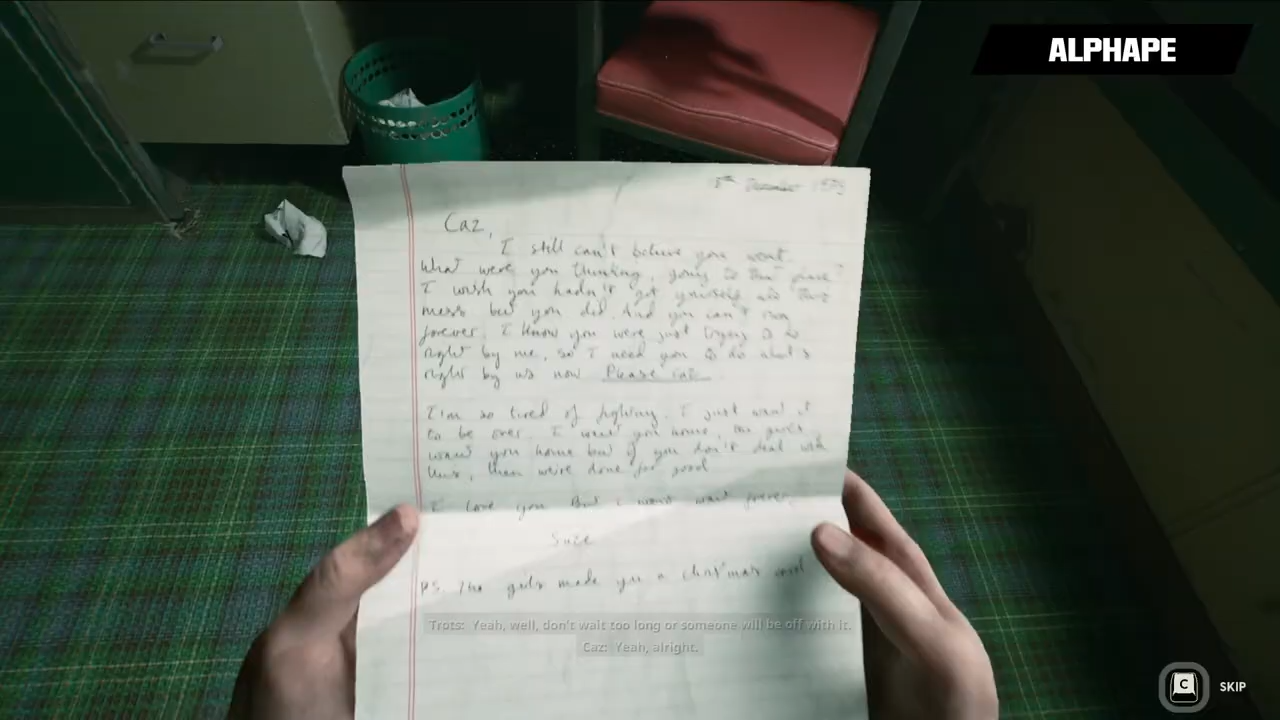 ALPHAPE
December 1975
Caz,
I still can't believe you went.
What were you thinking, going to that place?
I wish you hadn't got yourself into this
mess but you did. And you can't run
forever. I know you were just trying to do
right by me, so I need you to do what's
right by us now Please Caz.
I'm so tired of fighting. I just want it
to be over. I want you home, the girls
want you home but if you don't deal with
this, then we're done for good
I love you But I won't wait forever.
Suze
PS. The girls made you a christmas card
Trots: Yeah, well, don't wait too long or someone will be off with it.
Caz: Yeah, alright.
C SKIP